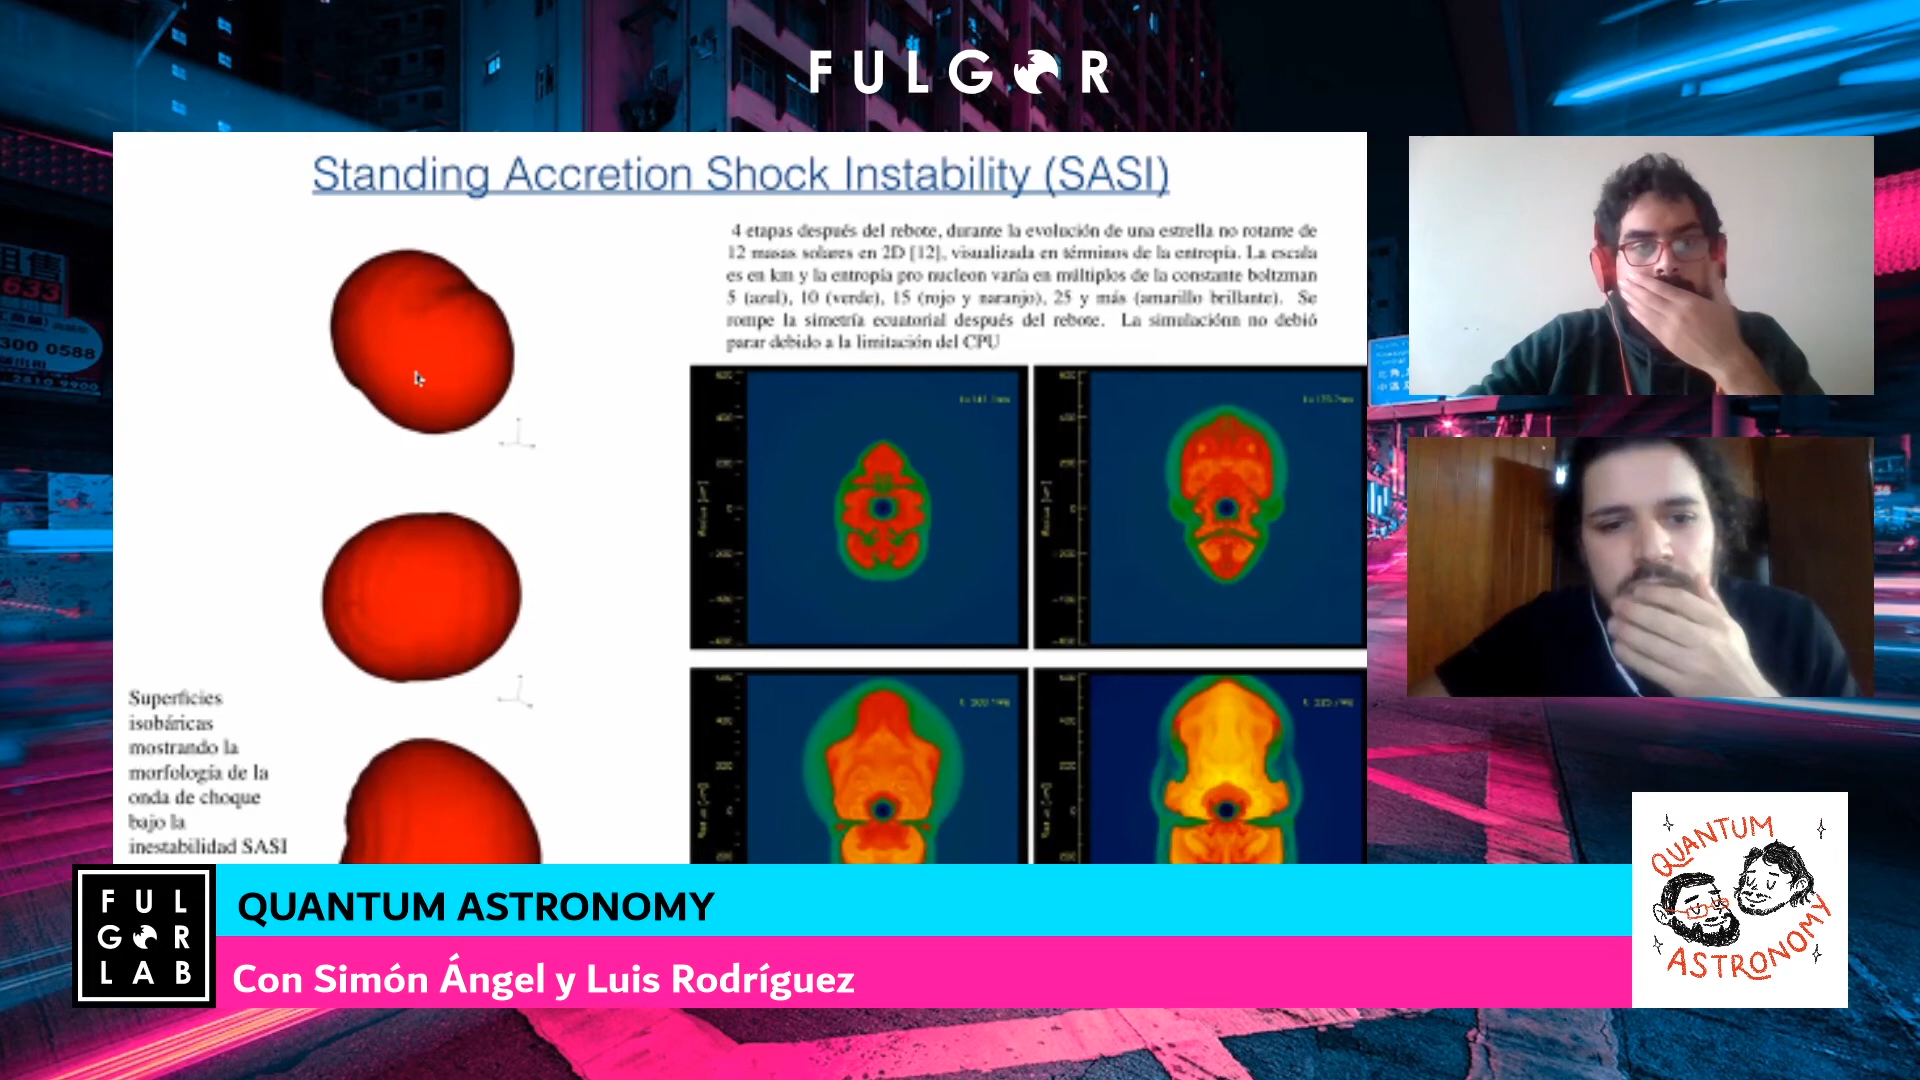 FULGOR
Standing Accretion Shock Instability (SASI)
4 etapas después del rebote, durante la evolución de una estrella no rotante de
12 masas solares en 2D [12], visualizada en términos de la entropía. La escala
es en km y la entropía pro nucleon varía en múltiplos de la constante boltzman
5 (azul), 10 (verde), 15 (rojo y naranjo), 25 y más (amarillo brillante). Se
rompe la simetría ecuatorial después del rebote. La simulaciónn no debió
parar debido a la limitación del CPU
Superficies
isobáricas
mostrando la
morfología de la
onda de choque
bajo la
inestabilidad SASI
633
300 0588
2810 9900
FUL
GOR
LAB
QUANTUM ASTRONOMY
Con Simón Ángel y Luis Rodríguez
QUANTUM
ASTRONOMY